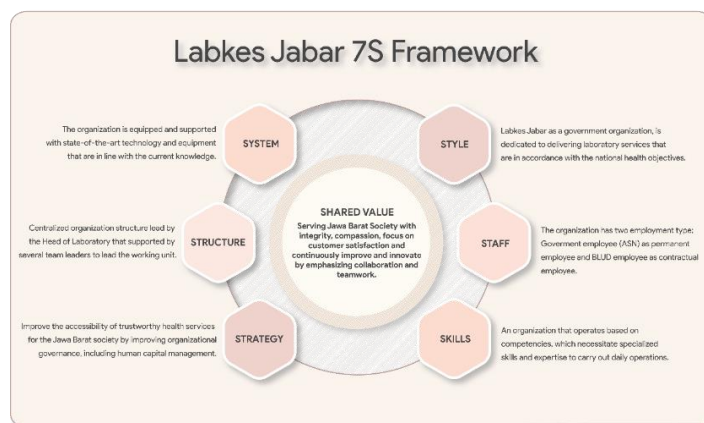 Labkes Jabar 7S Framework
The organization is equipped and supported
with state-of-the-art technology and equipment
that are in line with the current knowledge.
SYSTEM
STYLE
Labkes Jabar as a government organization, is
dedicated to delivering laboratory services that
are in accordance with the national health objectives.
Centralized organization structure lead by
the Head of Laboratory that supported by
several team leaders to lead the working unit.
STRUCTURE
SHARED VALUE
Serving Jawa Barat Society with
integrity, compassion, focus on
customer satisfaction and
continuously improve and innovate
by emphasizing collaboration and
teamwork.
STAFF
The organization has two employment type;
Goverment employee (ASN) as permanent
employee and BLUD employee as contractual
employee.
Improve the accessibility of trustworthy health services
for the Jawa Barat society by improving organizational
governance, including human capital management.
STRATEGY
SKILLS
An organization that operates based on
competencies, which necessitate specialized
skills and expertise to carry out daily operations.